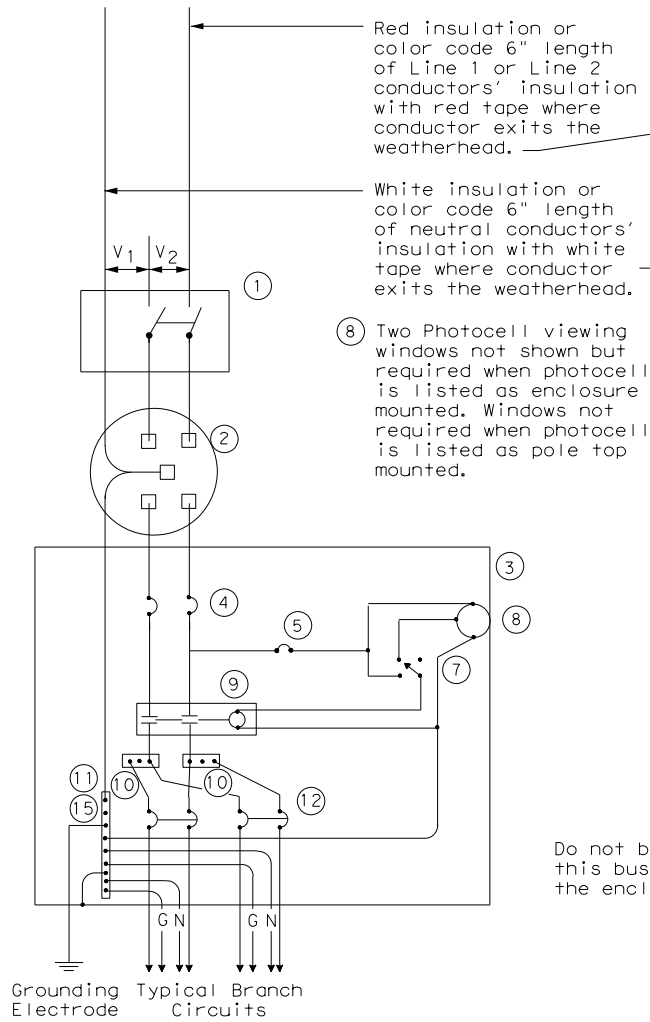 Red insulation or
color code 6" length
of Line 1 or Line 2
conductors' insulation
with red tape where
conductor exits the
weatherhead.
White insulation or
color code 6" length
of neutral conductors'
insulation with white
tape where conductor
exits the weatherhead.
V1 V2
1
8 Two Photocell viewing
windows not shown but
required when photocell
is listed as enclosure
mounted. Windows not
required when photocell
is listed as pole top
mounted.
2
3
4
5
8
7
9
11 10 10
15 12
Do not b
this bus
the encl
G N G N
Grounding
Electrode
Typical Branch
Circuits